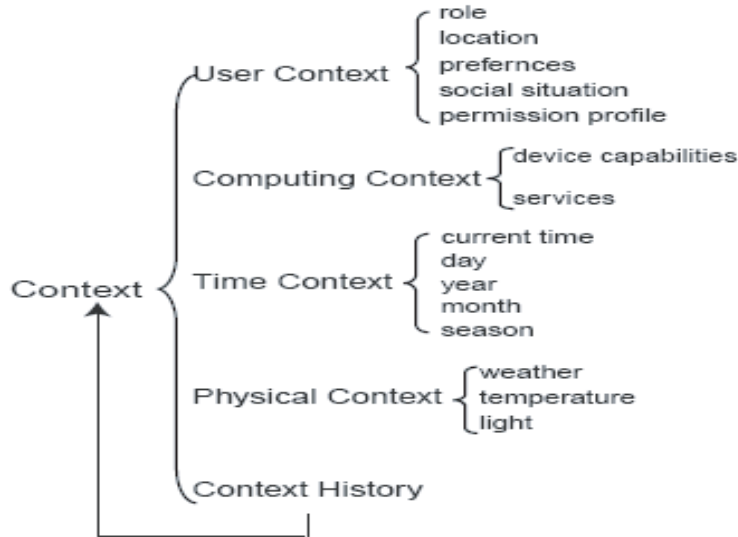 role
location
prefernces
social situation
permission profile
User Context
device capabilities
services
Computing Context
current time
day
year
month
season
Time Context
Context
weather
temperature
light
Physical Context
Context History